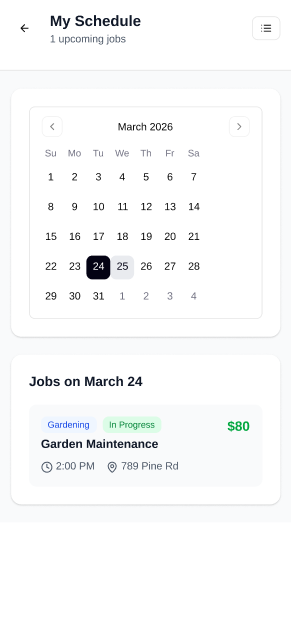 My Schedule
1 upcoming jobs
March 2026
Su Mo Tu We Th Fr Sa
1 2 3 4 5 6 7
8 9 10 11 12 13 14
15 16 17 18 19 20 21
22 23 24 25 26 27 28
29 30 31 1 2 3 4
Jobs on March 24
Gardening In Progress $80
Garden Maintenance
2:00 PM 789 Pine Rd